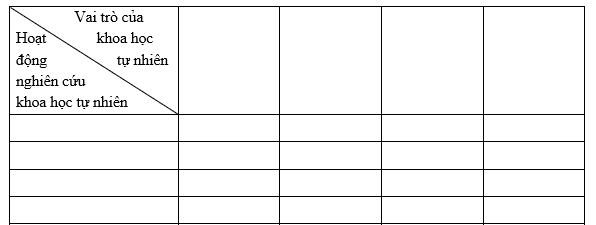 Vai trò của
khoa học
tự nhiên
Hoạt
động
nghiên cứu
khoa học tự nhiên